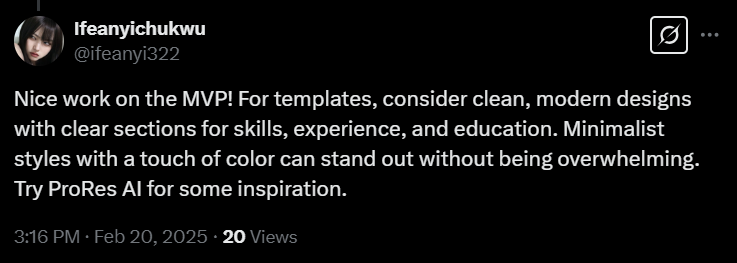 Ifeanyichukwu
@ifeanyi322
Nice work on the MVP! For templates, consider clean, modern designs
with clear sections for skills, experience, and education. Minimalist
styles with a touch of color can stand out without being overwhelming.
Try ProRes AI for some inspiration.
3:16 PM · Feb 20, 2025 · 20 Views